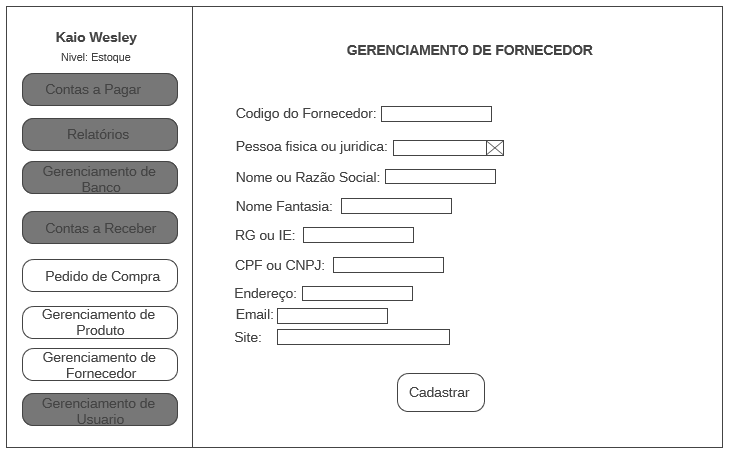 Kaio Wesley
Nivel: Estoque
Contas a Pagar
Relatórios
Gerenciamento de
Banco
Contas a Receber
Pedido de Compra
Gerenciamento de
Produto
Gerenciamento de
Fornecedor
Gerenciamento de
Usuario
GERENCIAMENTO DE FORNECEDOR
Codigo do Fornecedor:
Pessoa fisica ou juridica:
Nome ou Razão Social:
Nome Fantasia:
RG ou IE:
CPF ou CNPJ:
Endereço:
Email:
Site:
Cadastrar